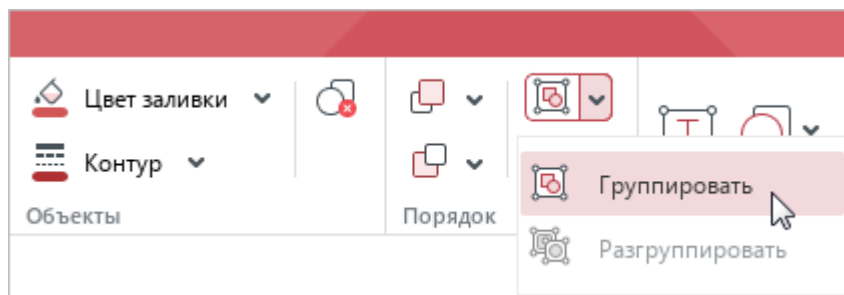 Цвет заливки
Контур
Объекты
Порядок
Группировать
Разгруппировать